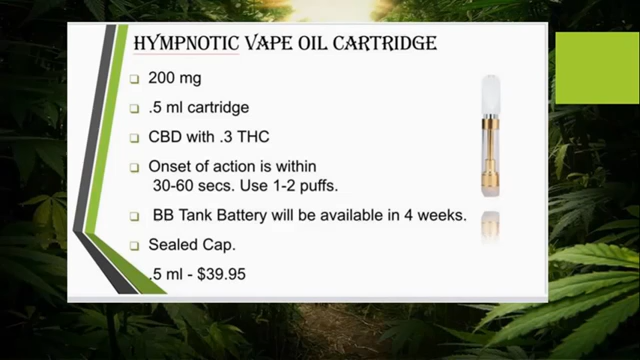 HYMPNOTIC VAPE OIL CARTRIDGE
200 mg
.5 ml cartridge
CBD with .3 THC
Onset of action is within
30-60 secs. Use 1-2 puffs.
BB Tank Battery will be available in 4 weeks.
Sealed Cap.
.5 ml - $39.95